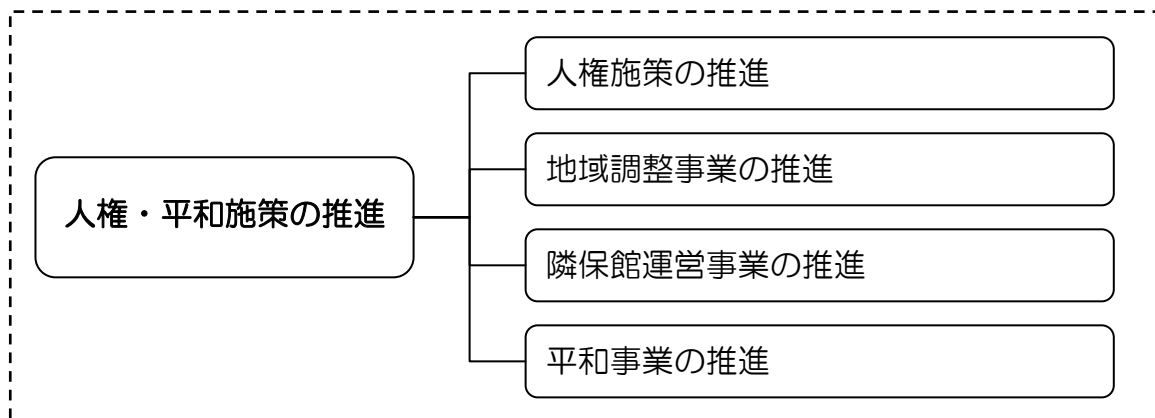 人権・平和施策の推進
人権施策の推進
地域調整事業の推進
隣保館運営事業の推進
平和事業の推進